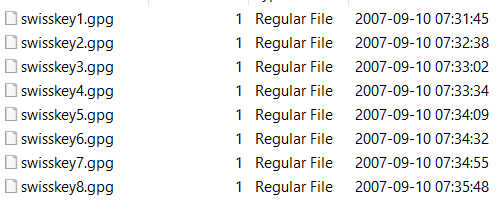 swisskey1.gpg 1 Regular File 2007-09-10 07:31:45
swisskey2.gpg 1 Regular File 2007-09-10 07:32:38
swisskey3.gpg 1 Regular File 2007-09-10 07:33:02
swisskey4.gpg 1 Regular File 2007-09-10 07:33:34
swisskey5.gpg 1 Regular File 2007-09-10 07:34:09
swisskey6.gpg 1 Regular File 2007-09-10 07:34:32
swisskey7.gpg 1 Regular File 2007-09-10 07:34:55
swisskey8.gpg 1 Regular File 2007-09-10 07:35:48